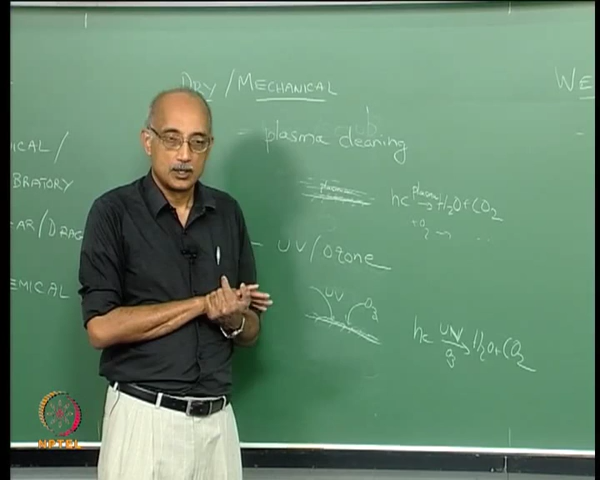 DRY / MECHANICAL
WE
- plasma cleaning
ICAL /
BRATORY
plasma
hc plasma → H₂O + CO₂
+O₂
AR / DRAG
- UV / Ozone
EMICAL
UV
O₃
hc UV → H₂O + CO₂
O₃
NPTEL